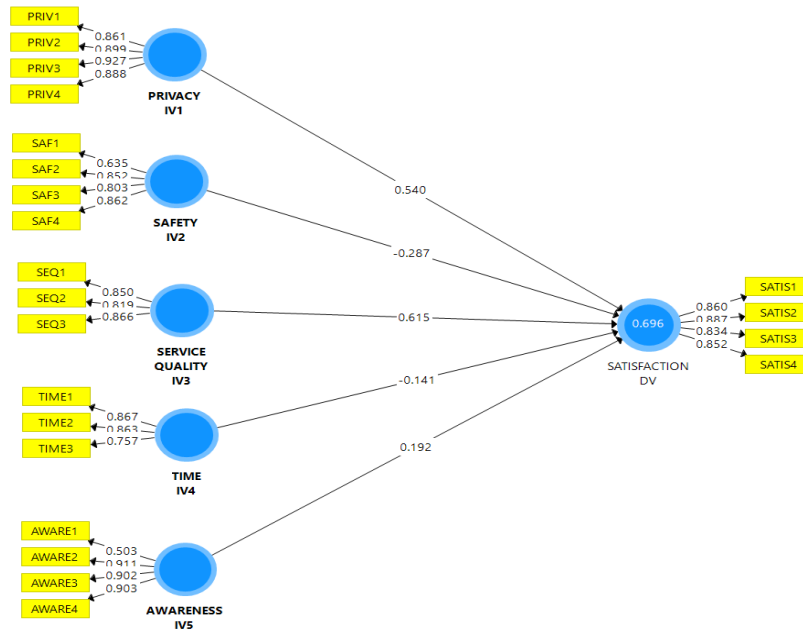 PRIV1
PRIV2
PRIV3
PRIV4
0.861
0.899
0.927
0.888
PRIVACY
IV1
SAF1
SAF2
SAF3
SAF4
0.635
0.852
0.803
0.862
SAFETY
IV2
SEQ1
SEQ2
SEQ3
0.850
0.819
0.866
SERVICE
QUALITY
IV3
TIME1
TIME2
TIME3
0.867
0.863
0.757
TIME
IV4
AWARE1
AWARE2
AWARE3
AWARE4
0.503
0.911
0.902
0.903
AWARENESS
IV5
0.540
-0.287
0.615
-0.141
0.192
0.696
SATISFACTION
DV
0.860
0.887
0.834
0.852
SATIS1
SATIS2
SATIS3
SATIS4